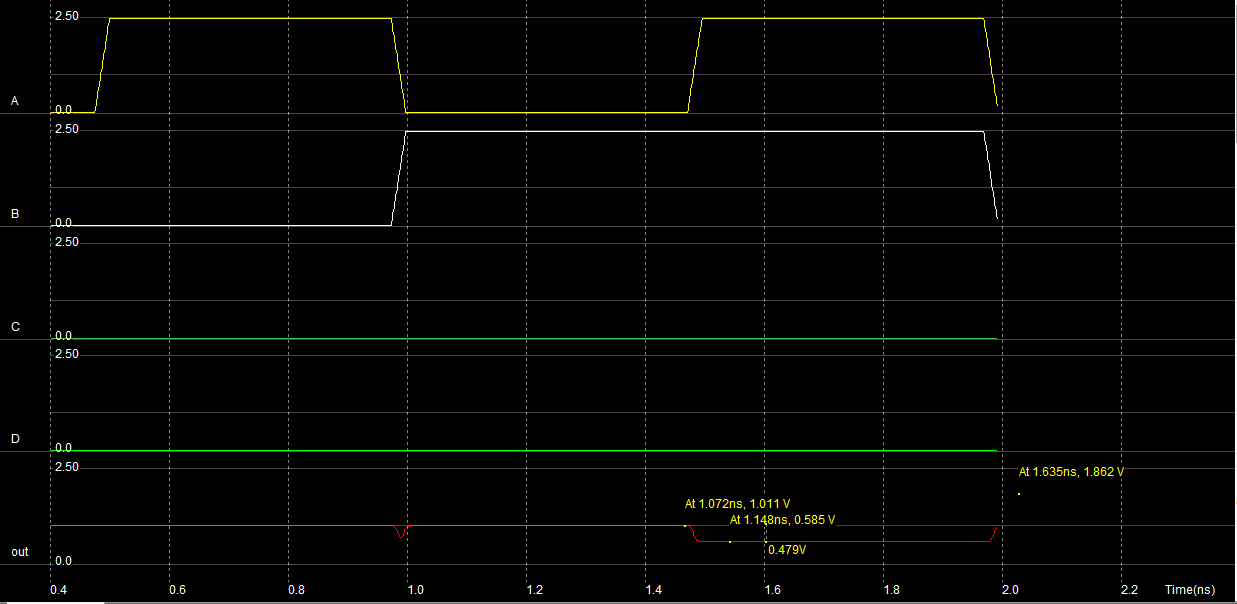 2.50
A
0.0
2.50
B
0.0
2.50
C
0.0
2.50
D
0.0
2.50
At 1.635ns, 1.862 V
At 1.072ns, 1.011 V
At 1.148ns, 0.585 V
0.479V
out
0.0
0.4 0.6 0.8 1.0 1.2 1.4 1.6 1.8 2.0 2.2 Time(ns)